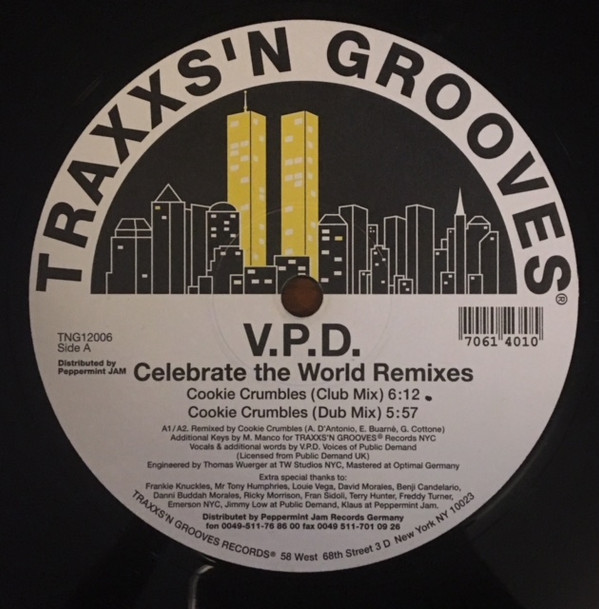 TRAXXS'N GROOVES®
TNG12006
Side A
Distributed by
Peppermint JAM
7061 4010
V.P.D.
Celebrate the World Remixes
Cookie Crumbles (Club Mix) 6:12
Cookie Crumbles (Dub Mix) 5:57
A1/A2. Remixed by Cookie Crumbles (A. D'Antonio, E. Buarné, G. Cottone)
Additional Keys by M. Manco for TRAXXS'N GROOVES® Records NYC
Vocals & additional words by V.P.D. Voices of Public Demand
(Licensed from Public Demand UK)
Engineered by Thomas Wuerger at TW Studios NYC, Mastered at Optimal Germany
Extra special thanks to:
Frankie Knuckles, Mr Tony Humphries, Louie Vega, David Morales, Benji Candelario,
Danni Buddah Morales, Ricky Morrison, Fran Sidoli, Terry Hunter, Freddy Turner,
Emerson NYC, Jimmy Low at Public Demand, Klaus at Peppermint Jam.
Distributet by Peppermint Jam Records Germany
fon 0049-511-76 86 00 fax 0049 511-701 09 26
TRAXXS'N GROOVES RECORDS® 58 West 68th Street 3 D New York NY 10023